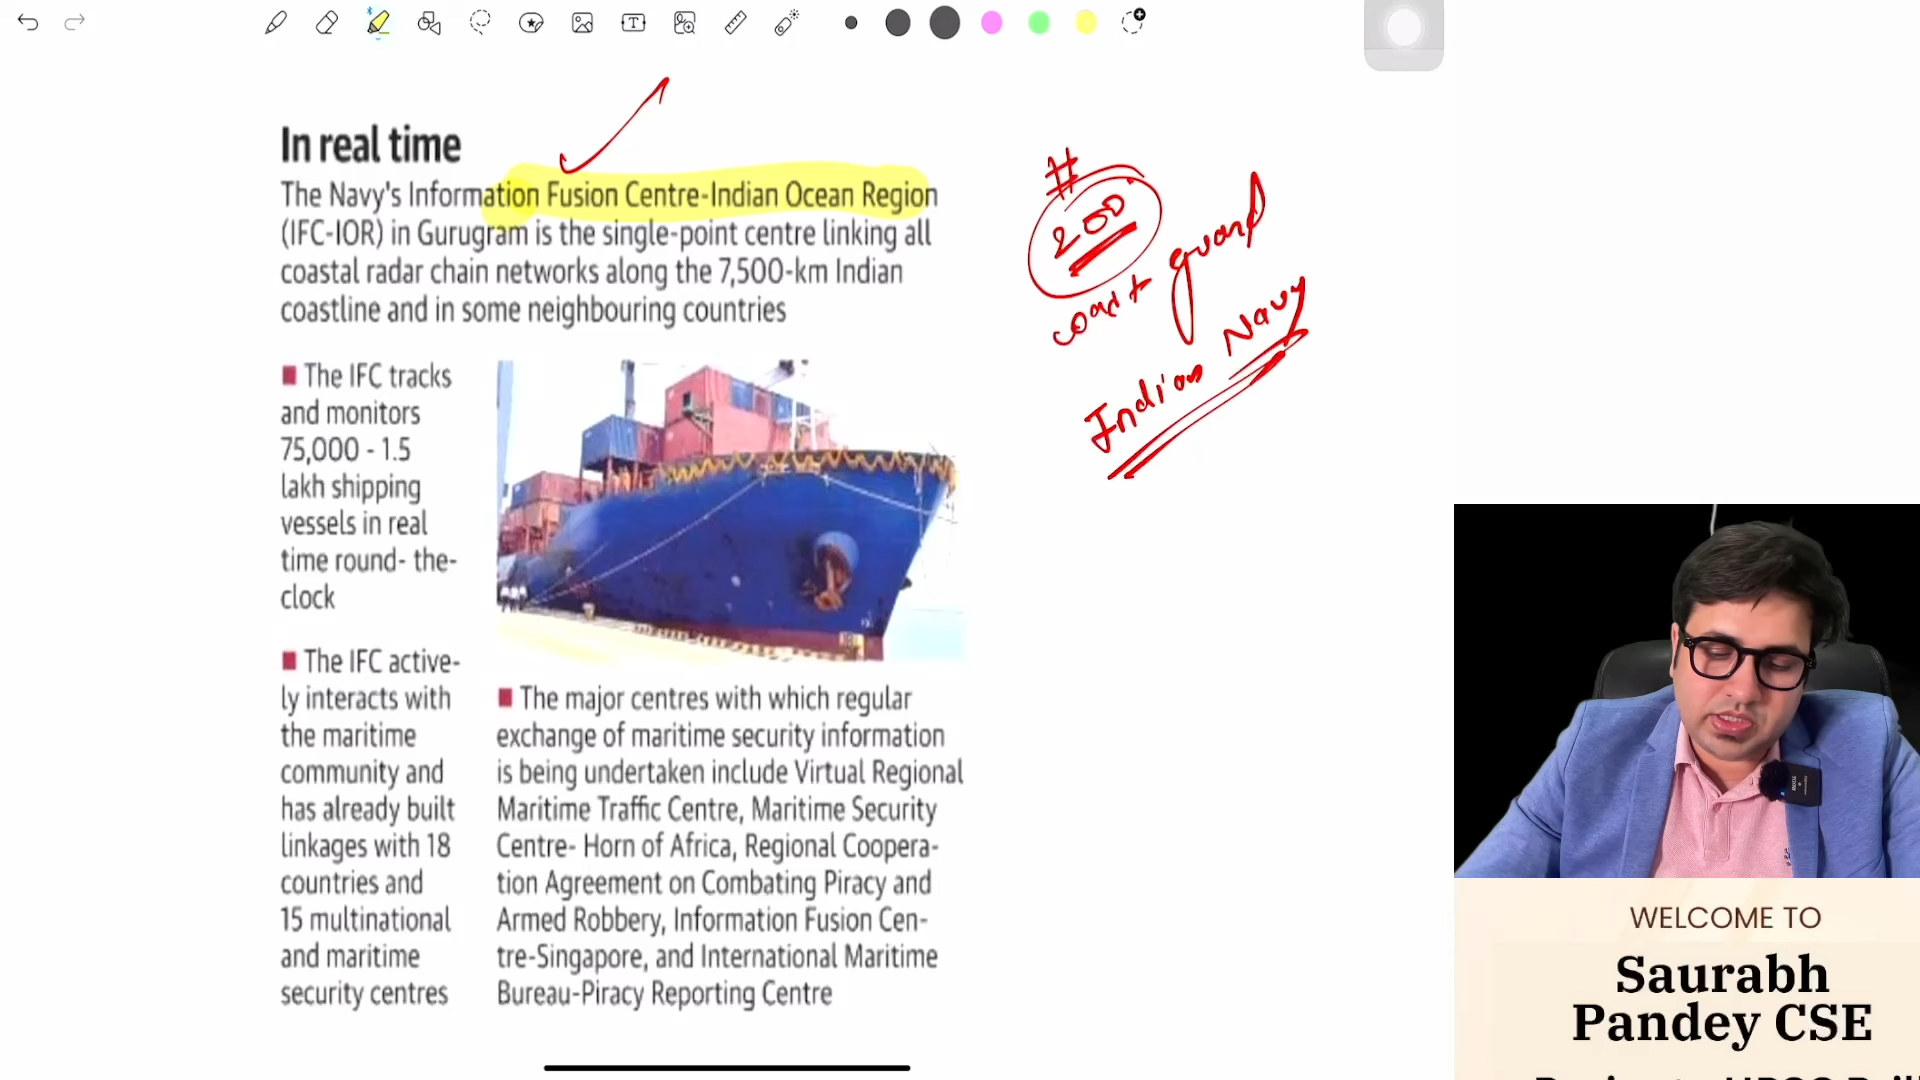 In real time
The Navy's Information Fusion Centre-Indian Ocean Region
(IFC-IOR) in Gurugram is the single-point centre linking all
coastal radar chain networks along the 7,500-km Indian
coastline and in some neighbouring countries
The IFC tracks
and monitors
75,000 - 1.5
lakh shipping
vessels in real
time round- the-
clock
The IFC active-
ly interacts with
the maritime
community and
has already built
linkages with 18
countries and
15 multinational
and maritime
security centres
The major centres with which regular
exchange of maritime security information
is being undertaken include Virtual Regional
Maritime Traffic Centre, Maritime Security
Centre- Horn of Africa, Regional Coopera-
tion Agreement on Combating Piracy and
Armed Robbery, Information Fusion Cen-
tre-Singapore, and International Maritime
Bureau-Piracy Reporting Centre
#
200
coast guard
Indian Navy
WELCOME TO
Saurabh
Pandey CSE